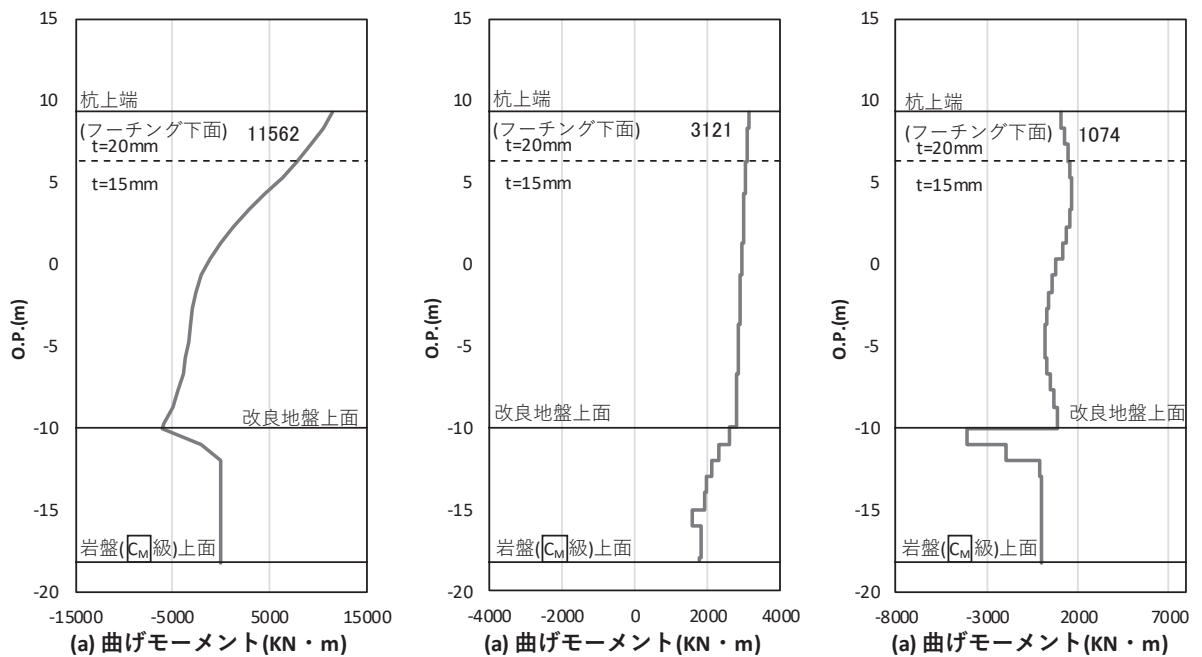 15
10
5
0
-5
-10
-15
-20
O.P.(m)
杭上端
(フーチング下面) 11562
t=20mm
t=15mm
改良地盤上面
岩盤(CM級)上面
-15000 -5000 5000 15000
(a) 曲げモーメント(KN・m)
15
10
5
0
-5
-10
-15
-20
O.P.(m)
杭上端
(フーチング下面) 3121
t=20mm
t=15mm
改良地盤上面
岩盤(CM級)上面
-4000 -2000 0 2000 4000
(a) 曲げモーメント(KN・m)
15
10
5
0
-5
-10
-15
-20
O.P.(m)
杭上端
(フーチング下面) 1074
t=20mm
t=15mm
改良地盤上面
岩盤(CM級)上面
-8000 -3000 2000 7000
(a) 曲げモーメント(KN・m)